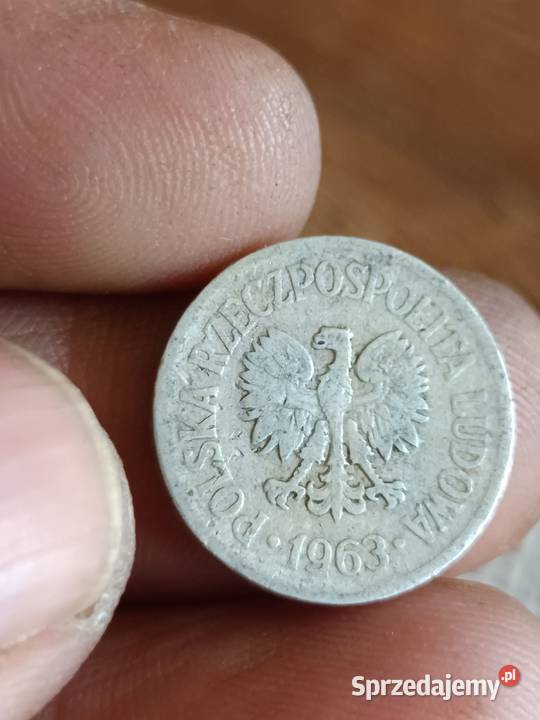 POLSKA RZECZPOSPOLITA LUDOWA
· 1963 ·
Sprzedajemy.pl